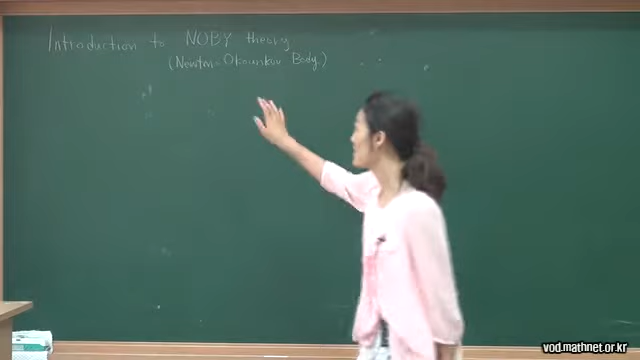 Introduction to NOBY theory.
(Newton-Okounkov Body)
vod.mathnet.or.kr